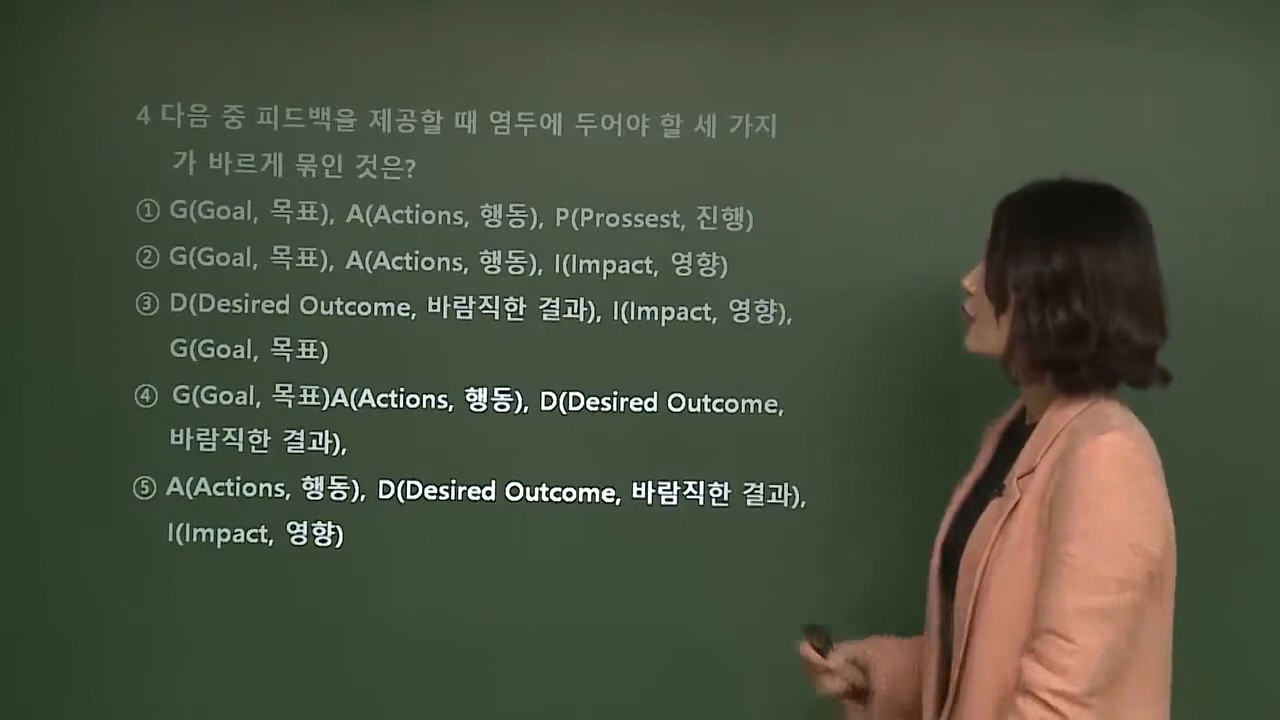 4 다음 중 피드백을 제공할 때 염두에 두어야 할 세 가지
가 바르게 묶인 것은?
① G(Goal, 목표), A(Actions, 행동), P(Prossest, 진행)
② G(Goal, 목표), A(Actions, 행동), I(Impact, 영향)
③ D(Desired Outcome, 바람직한 결과), I(Impact, 영향),
G(Goal, 목표)
④ G(Goal, 목표)A(Actions, 행동), D(Desired Outcome,
바람직한 결과),
⑤ A(Actions, 행동), D(Desired Outcome, 바람직한 결과),
I(Impact, 영향)